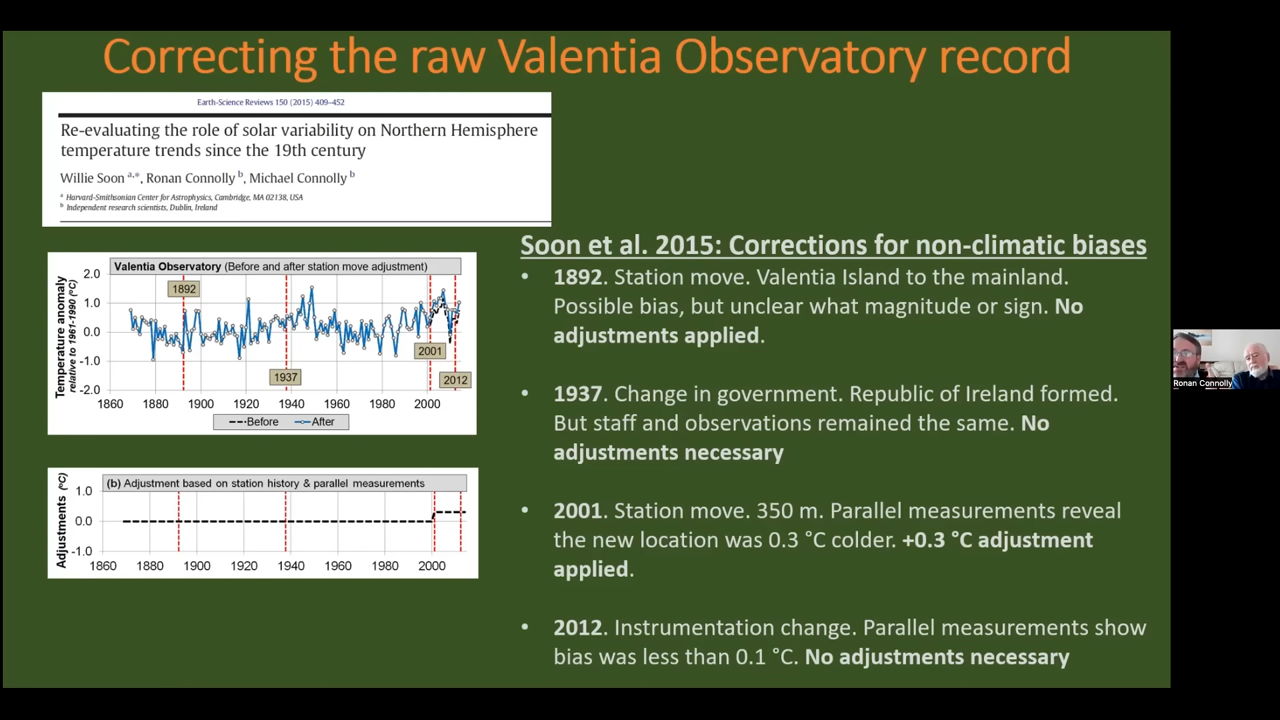 Correcting the raw Valentia Observatory record
Earth-Science Reviews 150 (2015) 409–452
Re-evaluating the role of solar variability on Northern Hemisphere
temperature trends since the 19th century
Willie Soon a,*, Ronan Connolly b, Michael Connolly b
a Harvard-Smithsonian Center for Astrophysics, Cambridge, MA 02138, USA
b Independent research scientists, Dublin, Ireland
Valentia Observatory (Before and after station move adjustment)
Temperature anomaly
relative to 1961-1990 (°C)
2.0
1.0
0.0
-1.0
-2.0
1892
1937
2001
2012
1860 1880 1900 1920 1940 1960 1980 2000
Before After
(b) Adjustment based on station history & parallel measurements
Adjustments (°C)
1.0
0.0
-1.0
1860 1880 1900 1920 1940 1960 1980 2000
Soon et al. 2015: Corrections for non-climatic biases
• 1892. Station move. Valentia Island to the mainland.
Possible bias, but unclear what magnitude or sign. No
adjustments applied.
• 1937. Change in government. Republic of Ireland formed.
But staff and observations remained the same. No
adjustments necessary
• 2001. Station move. 350 m. Parallel measurements reveal
the new location was 0.3 °C colder. +0.3 °C adjustment
applied.
• 2012. Instrumentation change. Parallel measurements show
bias was less than 0.1 °C. No adjustments necessary
Ronan Connolly